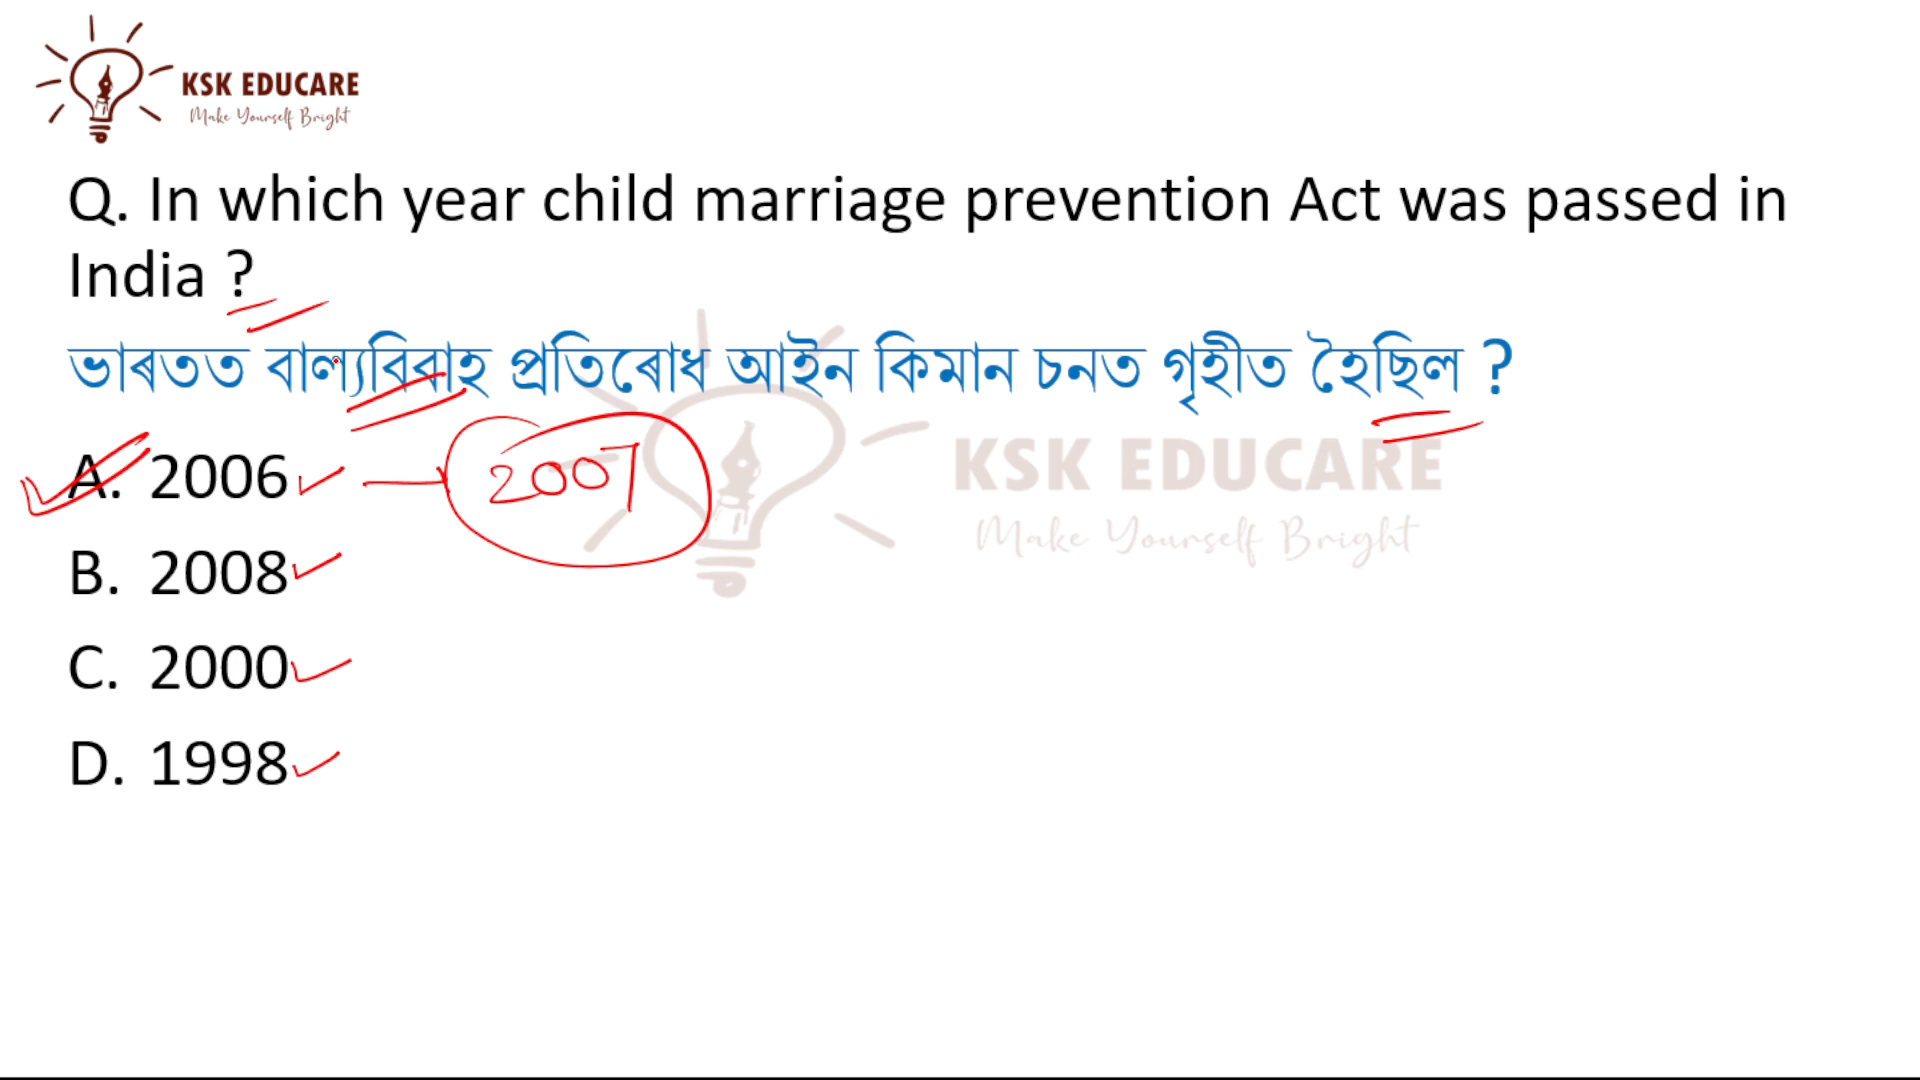 KSK EDUCARE
Make Yourself Bright
Q. In which year child marriage prevention Act was passed in
India ?
ভাৰতত বাল্যবিবাহ প্ৰতিৰোধ আইন কিমান চনত গৃহীত হৈছিল ?
A. 2006
2007
B. 2008
C. 2000
D. 1998
KSK EDUCARE
Make Yourself Bright